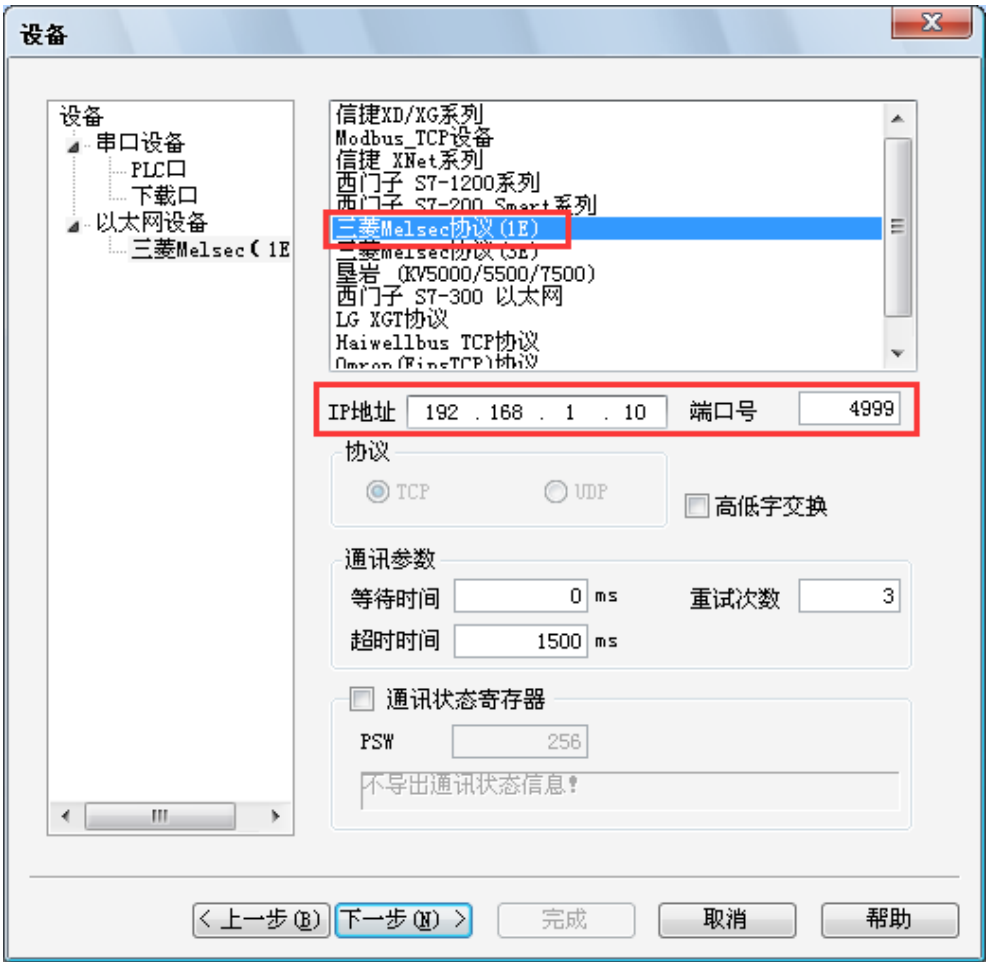 设备
设备
串口设备
PLC口
下载口
以太网设备
三菱Melsec( 1E
信捷XD/XG系列
Modbus_TCP设备
信捷 XNet系列
西门子 S7-1200系列
西门子 S7-200 Smart系列
三菱Melsec协议(1E)
三菱melsec协议(3E)
垦岩 (KV5000/5500/7500)
西门子 S7-300 以太网
LG XGT协议
Haiwellbus TCP协议
Omron(FinsTCP)协议
IP地址 192 . 168 . 1 . 10 端口号 4999
协议
TCP UDP
高低字交换
通讯参数
等待时间 0 ms 重试次数 3
超时时间 1500 ms
通讯状态寄存器
PSW 256
不导出通讯状态信息!
< 上一步(B) 下一步(N) > 完成 取消 帮助